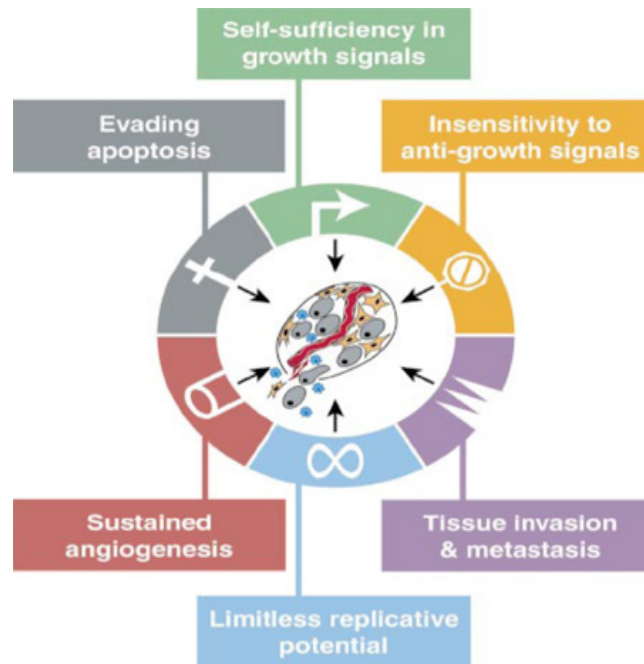 Self-sufficiency in
growth signals
Evading
apoptosis
Insensitivity to
anti-growth signals
Sustained
angiogenesis
Tissue invasion
& metastasis
Limitless replicative
potential